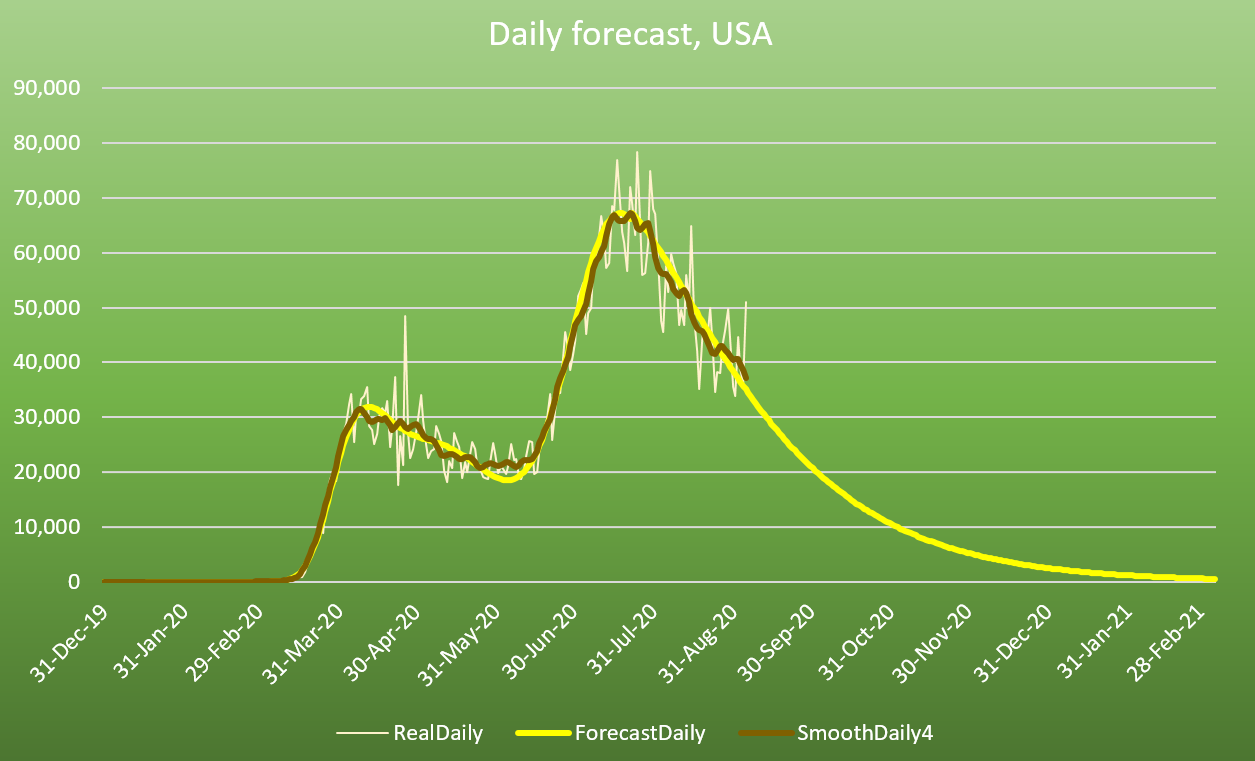 Daily forecast, USA
90,000
80,000
70,000
60,000
50,000
40,000
30,000
20,000
10,000
0
31-Dec-19
31-Jan-20
29-Feb-20
31-Mar-20
30-Apr-20
31-May-20
30-Jun-20
31-Jul-20
31-Aug-20
30-Sep-20
31-Oct-20
30-Nov-20
31-Dec-20
31-Jan-21
28-Feb-21
RealDaily ForecastDaily SmoothDaily4